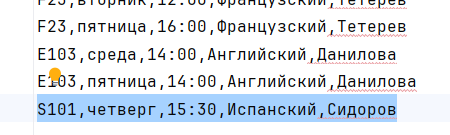 F23,вторник,12:00,Французский,Тетерев
F23,пятница,16:00,Французский,Тетерев
E103,среда,14:00,Английский,Данилова
E103,пятница,14:00,Английский,Данилова
S101,четверг,15:30,Испанский,Сидоров